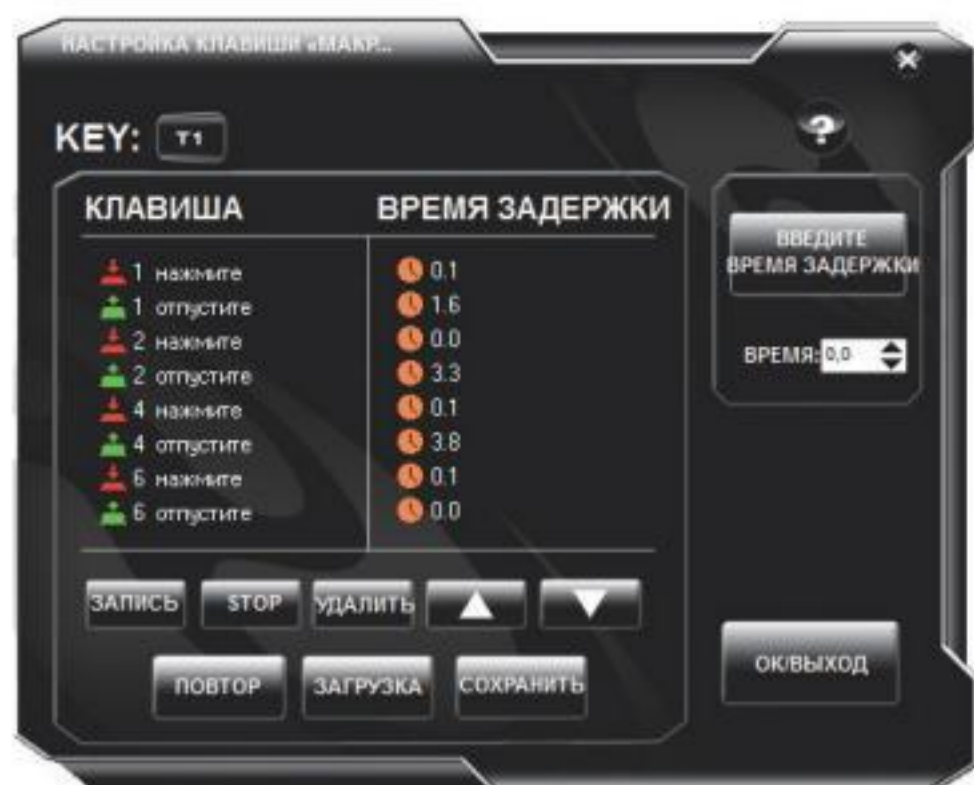 НАСТРОЙКА КЛАВИШИ «МАКР...
KEY: T1
?
КЛАВИША ВРЕМЯ ЗАДЕРЖКИ
1 нажмите 0.1
1 отпустите 1.6
2 нажмите 0.0
2 отпустите 3.3
4 нажмите 0.1
4 отпустите 3.8
6 нажмите 0.1
6 отпустите 0.0
ВВЕДИТЕ
ВРЕМЯ ЗАДЕРЖКИ
ВРЕМЯ: 0,0
ЗАПИСЬ STOP УДАЛИТЬ
ПОВТОР ЗАГРУЗКА СОХРАНИТЬ
ОК/ВЫХОД